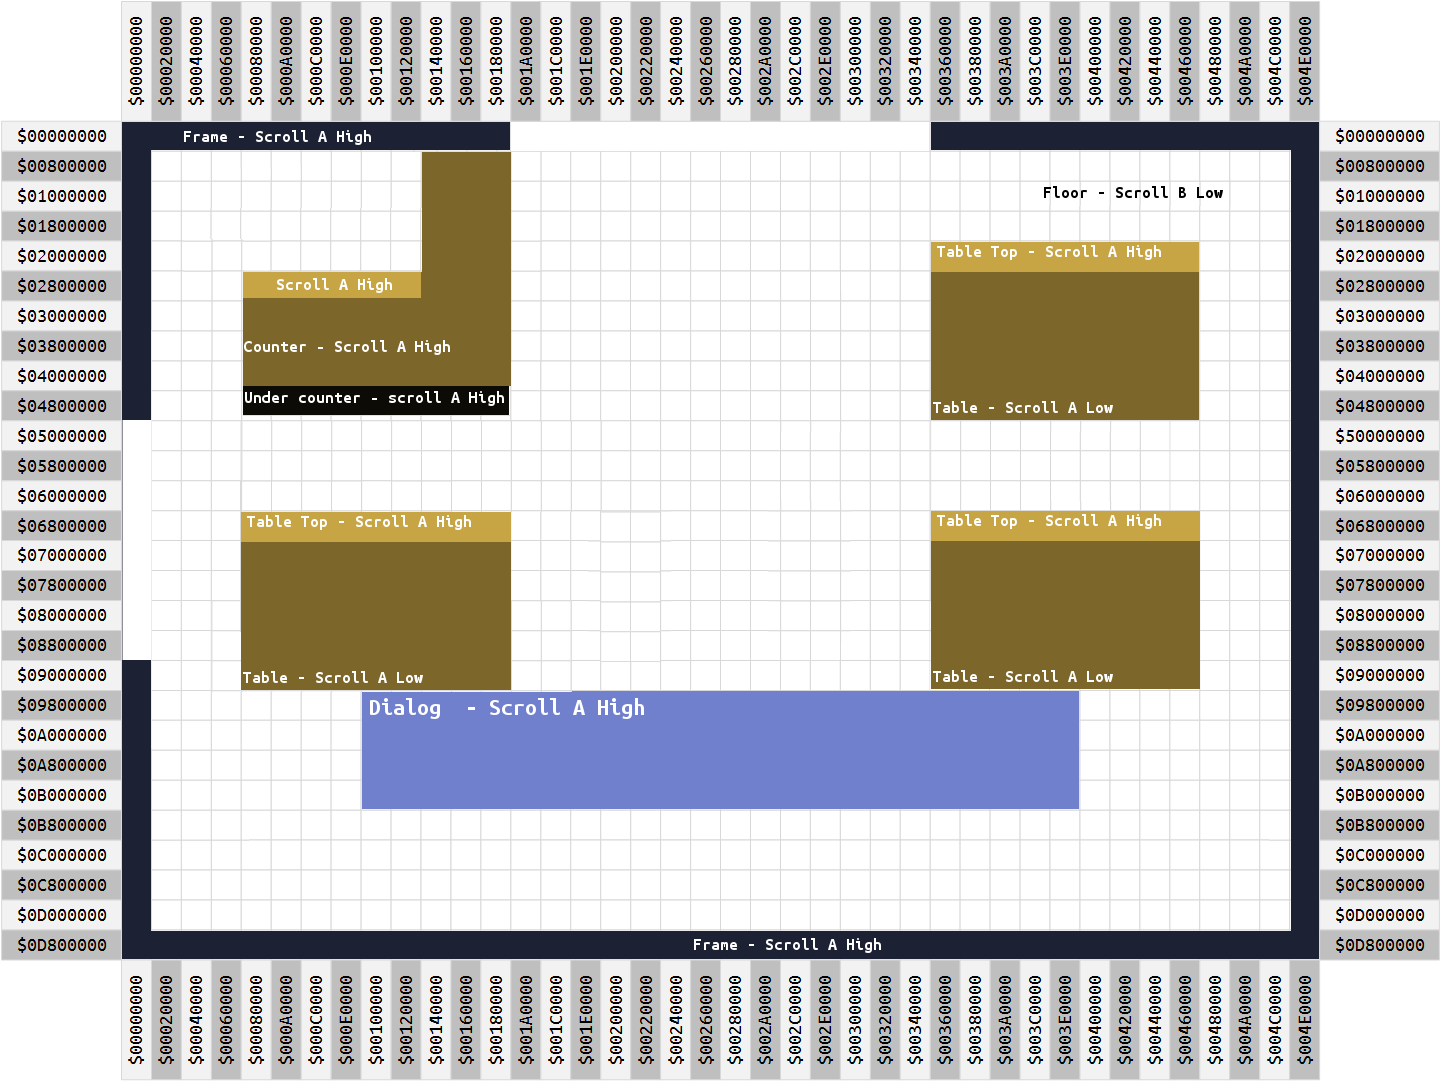 $00000000 $00020000 $00040000 $00060000 $00080000 $000A0000 $000C0000 $000E0000 $00100000 $00120000 $00140000 $00160000 $00180000 $001A0000 $001C0000 $001E0000 $00200000 $00220000 $00240000 $00260000 $00280000 $002A0000 $002C0000 $002E0000 $00300000 $00320000 $00340000 $00360000 $00380000 $003A0000 $003C0000 $003E0000 $00400000 $00420000 $00440000 $00460000 $00480000 $004A0000 $004C0000 $004E0000
$00000000 Frame - Scroll A High $00000000
$00800000 $00800000
$01000000 Floor - Scroll B Low $01000000
$01800000 $01800000
$02000000 Table Top - Scroll A High $02000000
$02800000 Scroll A High $02800000
$03000000 $03000000
$03800000 Counter - Scroll A High $03800000
$04000000 $04000000
Under counter - scroll A High
$04800000 Table - Scroll A Low $04800000
$05000000 $50000000
$05800000 $05800000
$06000000 $06000000
$06800000 Table Top - Scroll A High Table Top - Scroll A High $06800000
$07000000 $07000000
$07800000 $07800000
$08000000 $08000000
$08800000 $08800000
$09000000 Table - Scroll A Low Table - Scroll A Low $09000000
$09800000 Dialog  - Scroll A High $09800000
$0A000000 $0A000000
$0A800000 $0A800000
$0B000000 $0B000000
$0B800000 $0B800000
$0C000000 $0C000000
$0C800000 $0C800000
$0D000000 $0D000000
$0D800000 Frame - Scroll A High $0D800000
$00000000 $00020000 $00040000 $00060000 $00080000 $000A0000 $000C0000 $000E0000 $00100000 $00120000 $00140000 $00160000 $00180000 $001A0000 $001C0000 $001E0000 $00200000 $00220000 $00240000 $00260000 $00280000 $002A0000 $002C0000 $002E0000 $00300000 $00320000 $00340000 $00360000 $00380000 $003A0000 $003C0000 $003E0000 $00400000 $00420000 $00440000 $00460000 $00480000 $004A0000 $004C0000 $004E0000